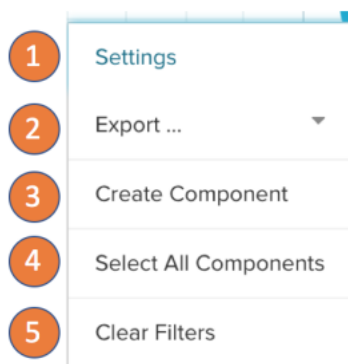 1 Settings
2 Export ...
3 Create Component
4 Select All Components
5 Clear Filters